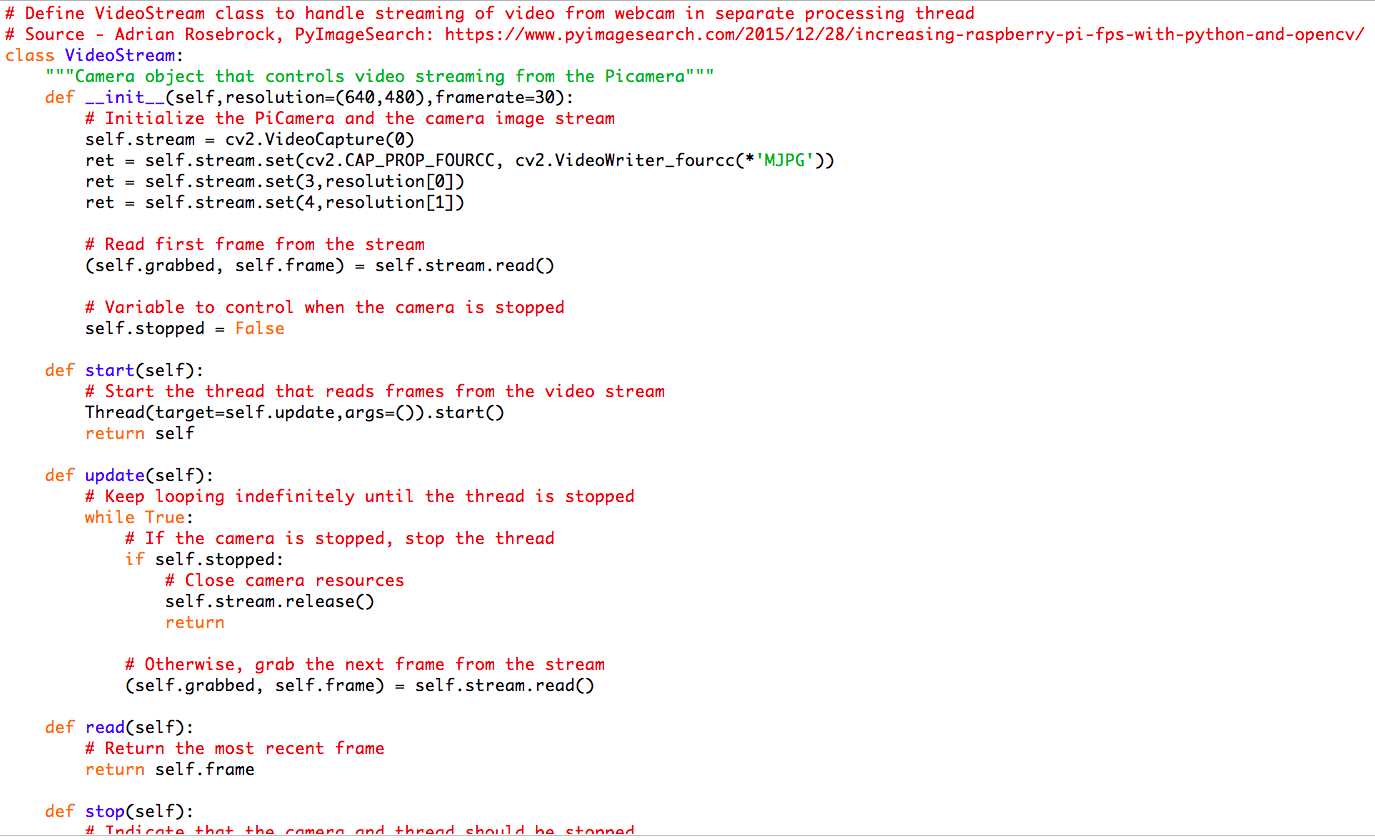 # Define VideoStream class to handle streaming of video from webcam in separate processing thread
# Source - Adrian Rosebrock, PyImageSearch: https://www.pyimagesearch.com/2015/12/28/increasing-raspberry-pi-fps-with-python-and-opencv/
class VideoStream:
    """Camera object that controls video streaming from the Picamera"""
    def __init__(self,resolution=(640,480),framerate=30):
        # Initialize the PiCamera and the camera image stream
        self.stream = cv2.VideoCapture(0)
        ret = self.stream.set(cv2.CAP_PROP_FOURCC, cv2.VideoWriter_fourcc(*'MJPG'))
        ret = self.stream.set(3,resolution[0])
        ret = self.stream.set(4,resolution[1])

        # Read first frame from the stream
        (self.grabbed, self.frame) = self.stream.read()

        # Variable to control when the camera is stopped
        self.stopped = False

    def start(self):
        # Start the thread that reads frames from the video stream
        Thread(target=self.update,args=()).start()
        return self

    def update(self):
        # Keep looping indefinitely until the thread is stopped
        while True:
            # If the camera is stopped, stop the thread
            if self.stopped:
                # Close camera resources
                self.stream.release()
                return

            # Otherwise, grab the next frame from the stream
            (self.grabbed, self.frame) = self.stream.read()

    def read(self):
        # Return the most recent frame
        return self.frame

    def stop(self):
        # Indicate that the camera and thread should be stopped